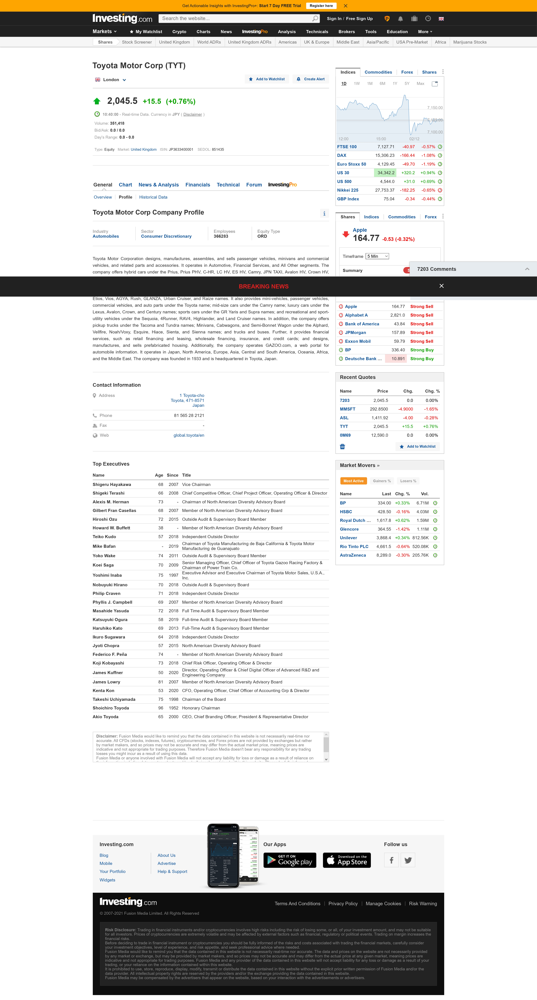 Get Actionable Insights with InvestingPro+: Start 7 Day FREE Trial Register here
Investing.com Search the website... Sign In / Free Sign Up
Markets My Watchlist Crypto Charts News InvestingPro Analysis Technicals Brokers Tools Education More
Shares Stock Screener United Kingdom World ADRs United Kingdom ADRs Americas UK & Europe Middle East Asia/Pacific USA Pre-Market Africa Marijuana Stocks
Toyota Motor Corp (TYT)
London Add to Watchlist Create Alert
2,045.5 +15.5 (+0.76%)
10:40:00 - Real-time Data. Currency in JPY ( Disclaimer )
Volume: 351,418
Bid/Ask: 0.0 / 0.0
Day's Range: 0.0 - 0.0
Type: Equity Market: United Kingdom ISIN: JP3633400001 SEDOL: 851435
General Chart News & Analysis Financials Technical Forum InvestingPro
Overview Profile Historical Data
Toyota Motor Corp Company Profile
Industry Sector Employees Equity Type
Automobiles Consumer Discretionary 366283 ORD
Toyota Motor Corporation designs, manufactures, assembles, and sells passenger vehicles, minivans and commercial
vehicles, and related parts and accessories. It operates in Automotive, Financial Services, and All Other segments. The
company offers hybrid cars under the Prius, Prius PHV, C-HR, LC HV, ES HV, Camry, JPN TAXI, Avalon HV, Crown HV,
BREAKING NEWS
Etios, Vios, AGYA, Rush, GLANZA, Urban Cruiser, and Raize names. It also provides mini-vehicles, passenger vehicles,
commercial vehicles, and auto parts under the Toyota name; mid-size cars under the Camry name; luxury cars under the
Lexus, Avalon, Crown, and Century names; sports cars under the GR Yaris and Supra names; and recreational and sport-
utility vehicles under the Sequoia, 4Runner, RAV4, Highlander, and Land Cruiser names. In addition, the company offers
pickup trucks under the Tacoma and Tundra names; Minivans, Cabwagons, and Semi-Bonnet Wagon under the Alphard,
Vellfire, Noah/Voxy, Esquire, Hiace, Sienta, and Sienna names; and trucks and buses. Further, it provides financial
services, such as retail financing and leasing, wholesale financing, insurance, and credit cards; and designs,
manufactures, and sells prefabricated housing. Additionally, the company operates GAZOO.com, a web portal for
automobile information. It operates in Japan, North America, Europe, Asia, Central and South America, Oceania, Africa,
and the Middle East. The company was founded in 1933 and is headquartered in Toyota, Japan.
Contact Information
Address 1 Toyota-cho
Toyota, 471-8571
Japan
Phone 81 565 28 2121
Fax -
Web global.toyota/en
Top Executives
Name Age Since Title
Shigeru Hayakawa 68 2007 Vice Chairman
Shigeki Terashi 66 2008 Chief Competitive Officer, Chief Project Officer, Operating Officer & Director
Alexis M. Herman 73 - Chairman of North American Diversity Advisory Board
Gilbert Fran Casellas 68 2007 Member of North American Diversity Advisory Board
Hiroshi Ozu 72 2015 Outside Audit & Supervisory Board Member
Howard W. Buffett 38 - Member of North American Diversity Advisory Board
Teiko Kudo 57 2018 Independent Outside Director
Mike Bafan - 2019 Chairman of Toyota Manufacturing de Baja California & Toyota Motor
Manufacturing de Guanajuato
Yoko Wake 74 2011 Outside Audit & Supervisory Board Member
Koei Saga 70 2009 Senior Managing Officer, Chief Officer of Toyota Gazoo Racing Factory &
Chairman of Power Train Co.
Yoshimi Inaba 75 1997 Executive Advisor and Executive Chairman of Toyota Motor Sales, U.S.A.,
Inc.
Nobuyuki Hirano 70 2018 Outside Audit & Supervisory Board
Philip Craven 71 2018 Independent Outside Director
Phyllis J. Campbell 69 2007 Member of North American Diversity Advisory Board
Masahide Yasuda 72 2018 Full Time Audit & Supervisory Board Member
Katsuyuki Ogura 58 2019 Full-time Audit & Supervisory Board Member
Haruhiko Kato 69 2013 Full-Time Audit & Supervisory Board Member
Ikuro Sugawara 64 2018 Independent Outside Director
Jyoti Chopra 57 2015 North American Diversity Advisory Board
Federico F. Peña 74 - Member of North American Diversity Advisory Board
Koji Kobayashi 73 2018 Chief Risk Officer, Operating Officer & Director
James Kuffner 50 2020 Director, Operating Officer & Chief Digital Officer of Advanced R&D and
Engineering Company
James Lowry 81 2007 Member of North American Diversity Advisory Board
Kenta Kon 53 2020 CFO, Operating Officer, Chief Officer of Accounting Grp & Director
Takeshi Uchiyamada 75 1998 Chairman of the Board
Shoichiro Toyoda 96 1952 Honorary Chairman
Akio Toyoda 65 2000 CEO, Chief Branding Officer, President & Representative Director
Disclaimer: Fusion Media would like to remind you that the data contained in this website is not necessarily real-time nor
accurate. All CFDs (stocks, indexes, futures), cryptocurrencies, and Forex prices are not provided by exchanges but rather
by market makers, and so prices may not be accurate and may differ from the actual market price, meaning prices are
indicative and not appropriate for trading purposes. Therefore Fusion Media doesn't bear any responsibility for any trading
losses you might incur as a result of using this data.
Fusion Media or anyone involved with Fusion Media will not accept any liability for loss or damage as a result of reliance on
Indices Commodities Forex Shares
1D 1W 1M 6M 1Y 5Y Max
7,150.00
7,125.00
7,100.00
12:00 15:00 02/12
FTSE 100 7,127.71 -40.97 -0.57%
DAX 15,306.23 -166.44 -1.08%
Euro Stoxx 50 4,129.45 -49.70 -1.19%
US 30 34,342.2 +320.2 +0.94%
US 500 4,544.0 +31.0 +0.69%
Nikkei 225 27,753.37 -182.25 -0.65%
GBP Index 75.04 -0.34 -0.44%
Shares Indices Commodities Forex
Apple
164.77 -0.53 (-0.32%)
Timeframe 5 Min
Summary S
7203 Comments
Apple 164.77 Strong Sell
Alphabet A 2,821.0 Strong Sell
Bank of America 43.84 Strong Sell
JPMorgan 157.89 Strong Sell
Exxon Mobil 59.79 Strong Sell
BP 336.40 Strong Buy
Deutsche Bank ... 10.891 Strong Buy
Recent Quotes
Name Price Chg. Chg. %
7203 2,045.5 0.0 0.00%
MMSFT 292.8500 -4.9000 -1.65%
ASL 1,411.92 -4.00 -0.28%
TYT 2,045.5 +15.5 +0.76%
0M69 12,590.0 0.0 0.00%
Add to Watchlist
Market Movers »
Most Active Gainers % Losers %
Name Last Chg. % Vol.
BP 334.00 +0.33% 6.71M
HSBC 428.50 -0.16% 4.03M
Royal Dutch ... 1,617.8 +0.62% 1.59M
Glencore 364.55 -1.42% 1.11M
Unilever 3,868.4 +0.34% 812.56K
Rio Tinto PLC 4,661.5 -0.64% 520.08K
AstraZeneca 8,289.0 -0.30% 205.76K
Investing.com Our Apps Follow us
Blog About Us
Mobile Advertise
Your Portfolio Help & Support
Widgets
GET IT ON
Google play
Download on the
App Store
Investing.com
Terms And Conditions Privacy Policy Manage Cookies Risk Warning
© 2007-2021 Fusion Media Limited. All Rights Reserved
Risk Disclosure: Trading in financial instruments and/or cryptocurrencies involves high risks including the risk of losing some, or all, of your investment amount, and may not be suitable
for all investors. Prices of cryptocurrencies are extremely volatile and may be affected by external factors such as financial, regulatory or political events. Trading on margin increases the
financial risks.
Before deciding to trade in financial instrument or cryptocurrencies you should be fully informed of the risks and costs associated with trading the financial markets, carefully consider
your investment objectives, level of experience, and risk appetite, and seek professional advice where needed.
Fusion Media would like to remind you that the data contained in this website is not necessarily real-time nor accurate. The data and prices on the website are not necessarily provided
by any market or exchange, but may be provided by market makers, and so prices may not be accurate and may differ from the actual price at any given market, meaning prices are
indicative and not appropriate for trading purposes. Fusion Media and any provider of the data contained in this website will not accept liability for any loss or damage as a result of your
trading, or your reliance on the information contained within this website.
It is prohibited to use, store, reproduce, display, modify, transmit or distribute the data contained in this website without the explicit prior written permission of Fusion Media and/or the
data provider. All intellectual property rights are reserved by the providers and/or the exchange providing the data contained in this website.
Fusion Media may be compensated by the advertisers that appear on the website, based on your interaction with the advertisements or advertisers.